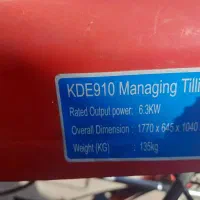 KDE910 Managing Tilli
Rated Output power: 6.3KW
Overall Dimension : 1770 x 645 x 1040
Weight (KG) : 135kg